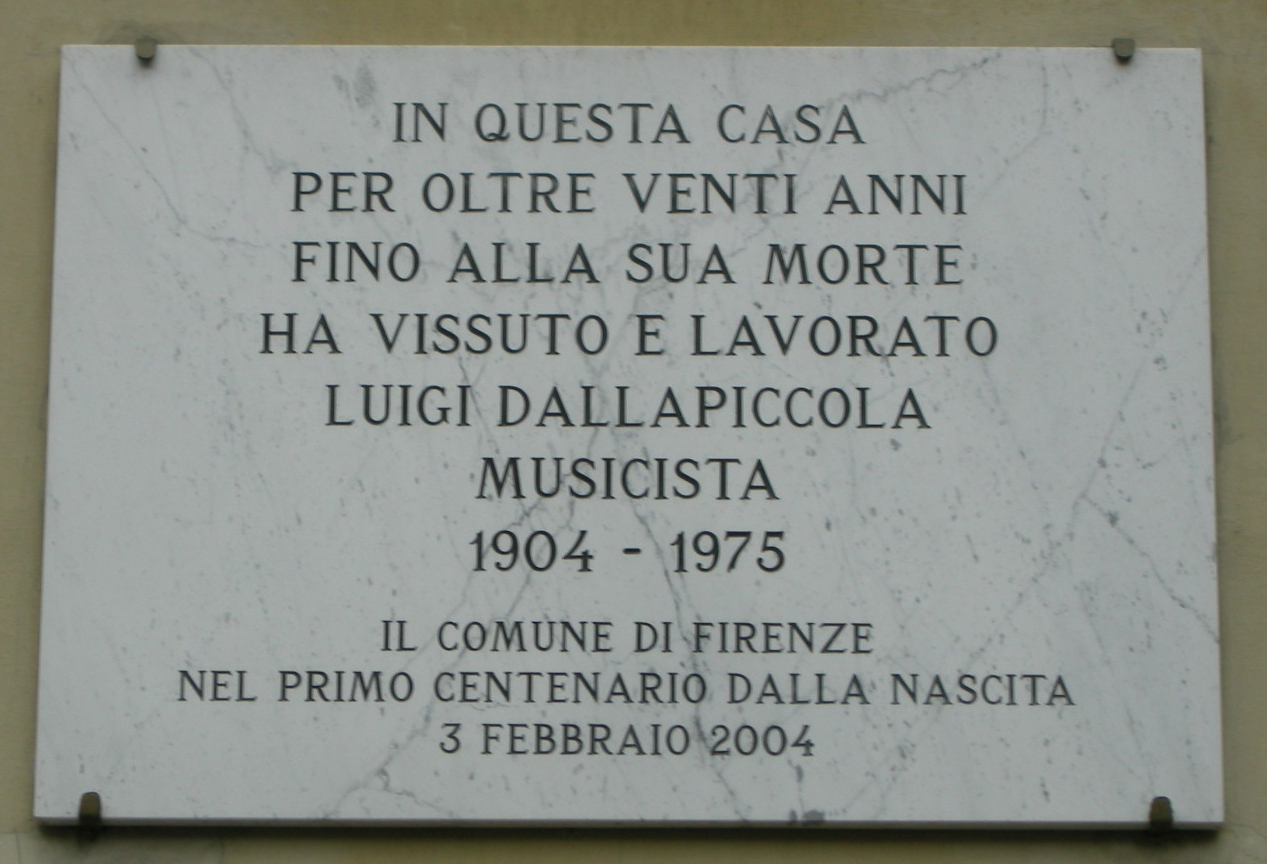 IN QUESTA CASA
PER OLTRE VENTI ANNI
FINO ALLA SUA MORTE
HA VISSUTO E LAVORATO
LUIGI DALLAPICCOLA
MUSICISTA
1904 - 1975
IL COMUNE DI FIRENZE
NEL PRIMO CENTENARIO DALLA NASCITA
3 FEBBRAIO 2004